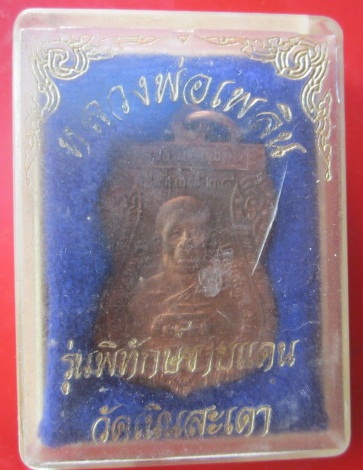 หลวงพ่อเพลิน
รุ่นพิทักษ์ชายแดน
วัดเนินสะเดา